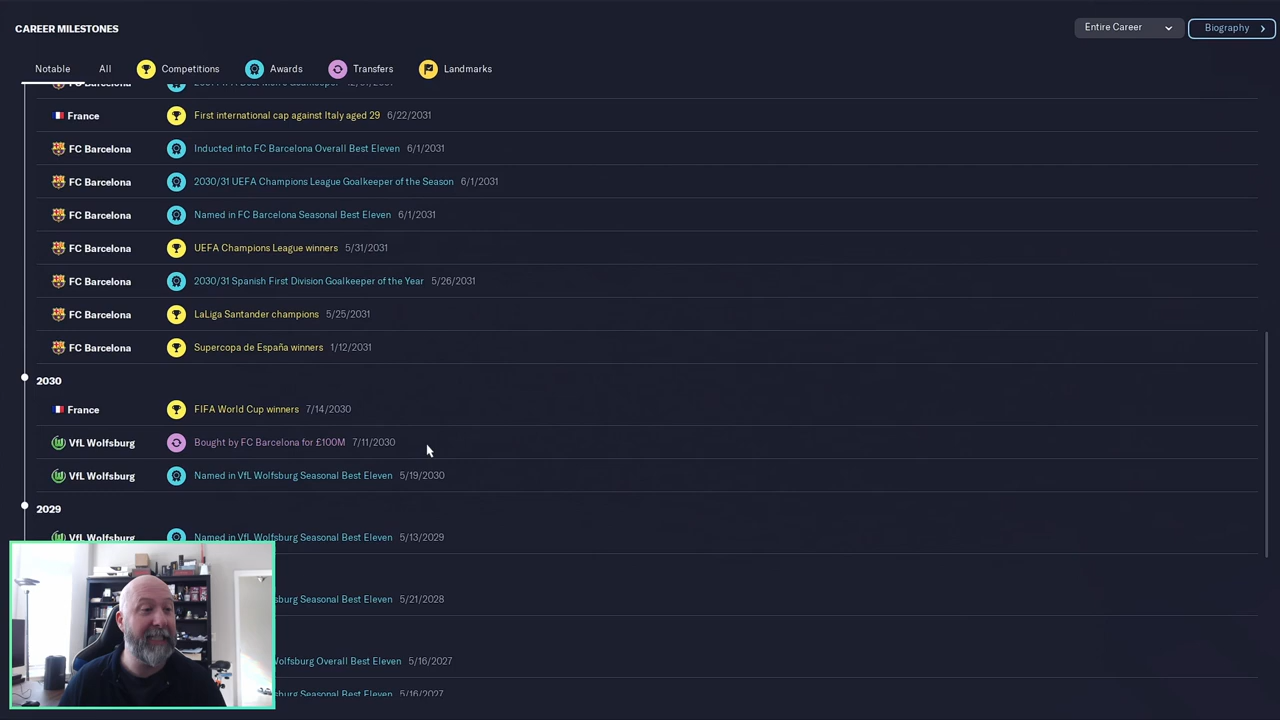 CAREER MILESTONES
Entire Career
Biography
Notable All Competitions Awards Transfers Landmarks
FC Barcelona
France First international cap against Italy aged 29 6/22/2031
FC Barcelona Inducted into FC Barcelona Overall Best Eleven 6/1/2031
FC Barcelona 2030/31 UEFA Champions League Goalkeeper of the Season 6/1/2031
FC Barcelona Named in FC Barcelona Seasonal Best Eleven 6/1/2031
FC Barcelona UEFA Champions League winners 5/31/2031
FC Barcelona 2030/31 Spanish First Division Goalkeeper of the Year 5/26/2031
FC Barcelona LaLiga Santander champions 5/25/2031
FC Barcelona Supercopa de España winners 1/12/2031
2030
France FIFA World Cup winners 7/14/2030
VfL Wolfsburg Bought by FC Barcelona for £100M 7/11/2030
VfL Wolfsburg Named in VfL Wolfsburg Seasonal Best Eleven 5/19/2030
2029
VfL Wolfsburg Named in VfL Wolfsburg Seasonal Best Eleven 5/13/2029
Seasonal Best Eleven 5/21/2028
Wolfsburg Overall Best Eleven 5/16/2027
Seasonal Best Eleven 5/16/2027